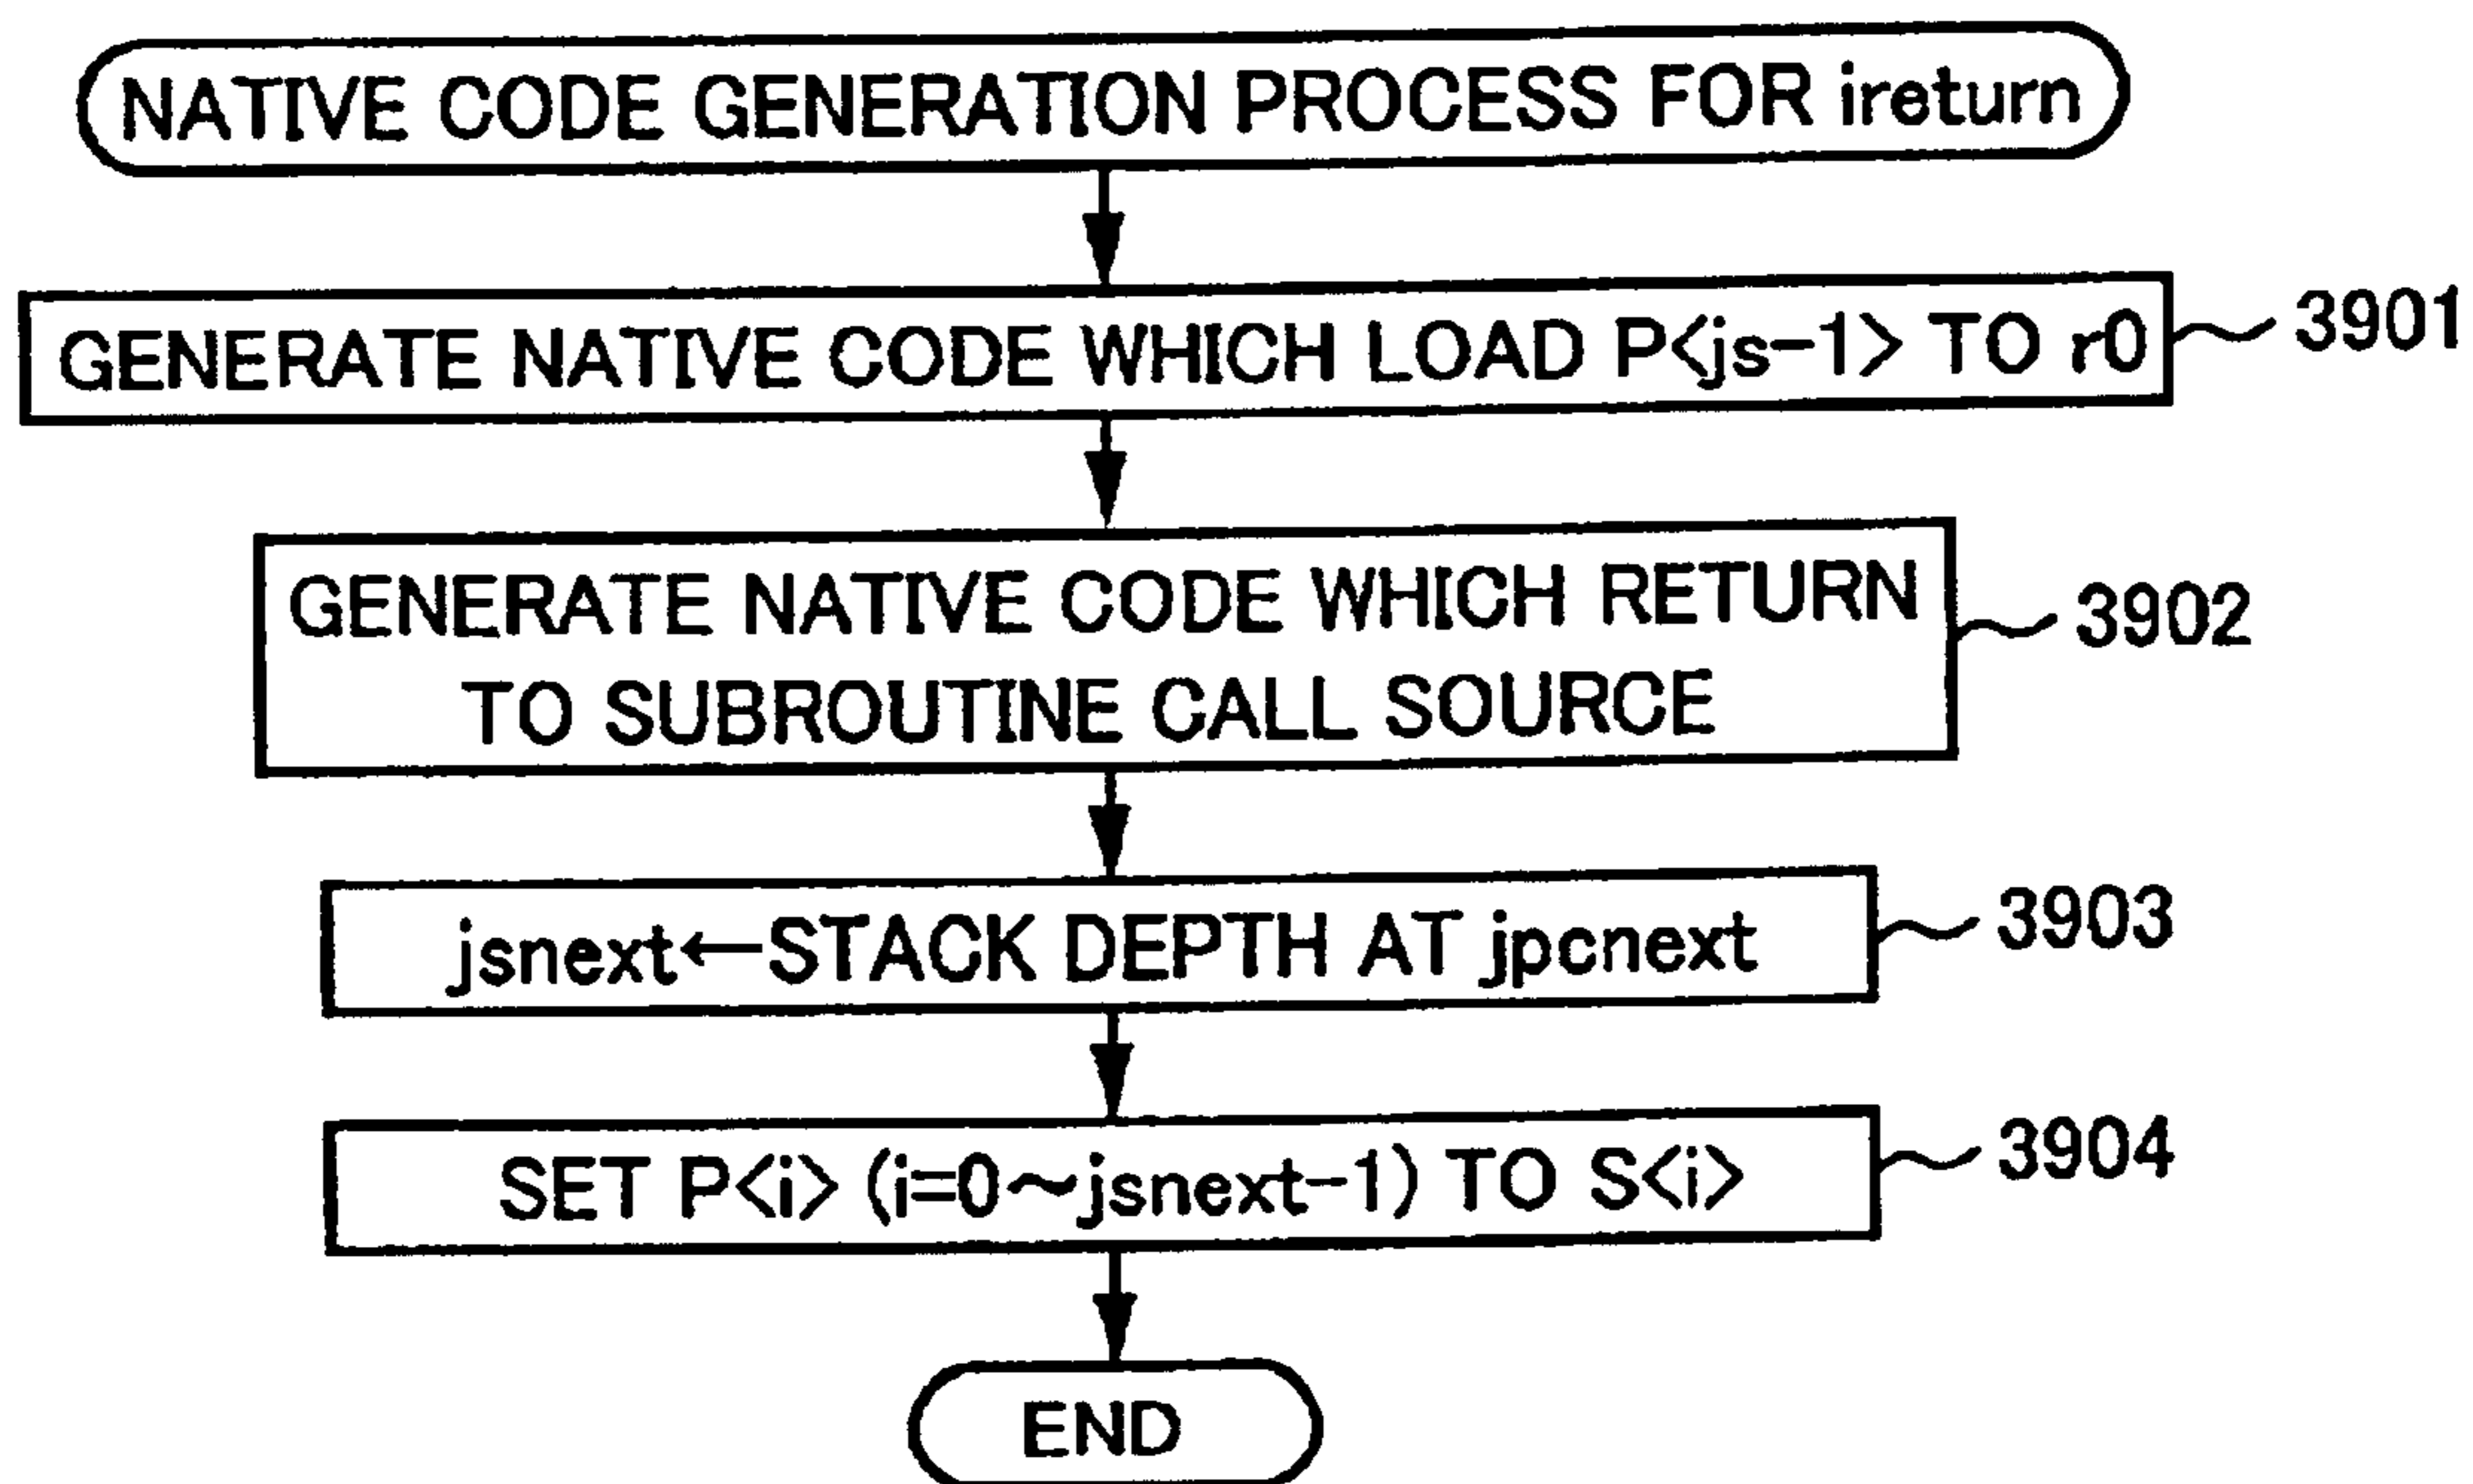 NATIVE CODE GENERATION PROCESS FOR ireturn
GENERATE NATIVE CODE WHICH LOAD P<js-1> TO r0
3901
GENERATE NATIVE CODE WHICH RETURN
TO SUBROUTINE CALL SOURCE
3902
jsnext←STACK DEPTH AT jpcnext
3903
SET P<i> (i=0~jsnext-1) TO S<i>
3904
END